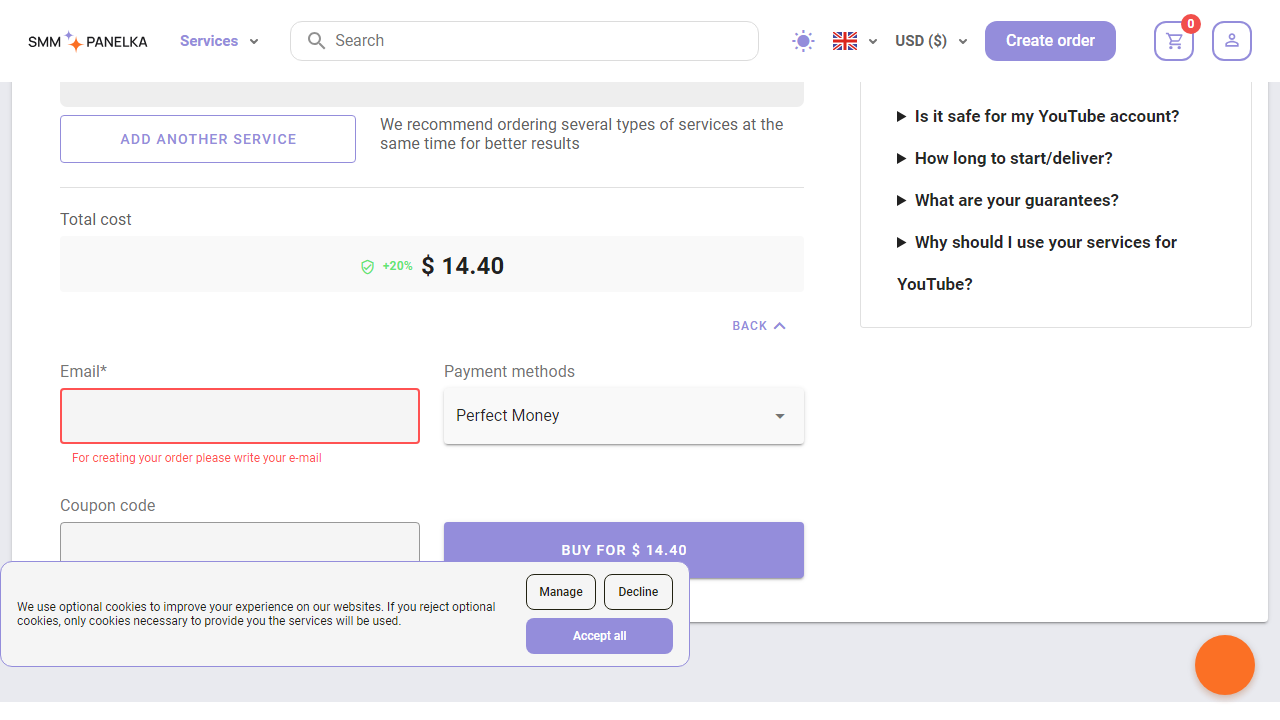 SMM PANELKA
Services
Search
USD ($)
Create order
0
ADD ANOTHER SERVICE
We recommend ordering several types of services at the
same time for better results
Total cost
+20% $ 14.40
BACK
Email*
For creating your order please write your e-mail
Payment methods
Perfect Money
Coupon code
BUY FOR $ 14.40
Is it safe for my YouTube account?
How long to start/deliver?
What are your guarantees?
Why should I use your services for
YouTube?
We use optional cookies to improve your experience on our websites. If you reject optional
cookies, only cookies necessary to provide you the services will be used.
Manage
Decline
Accept all